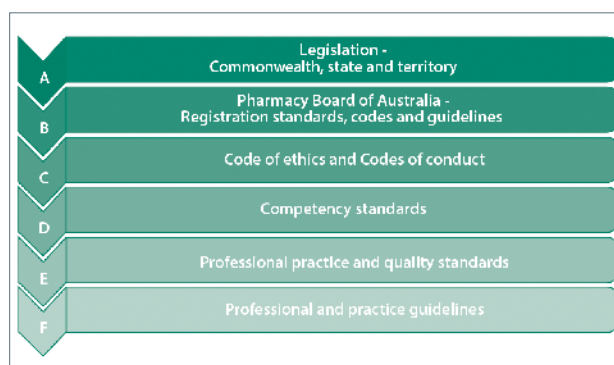 A
Legislation -
Commonwealth, state and territory
B
Pharmacy Board of Australia -
Registration standards, codes and guidelines
C
Code of ethics and Codes of conduct
D
Competency standards
E
Professional practice and quality standards
F
Professional and practice guidelines